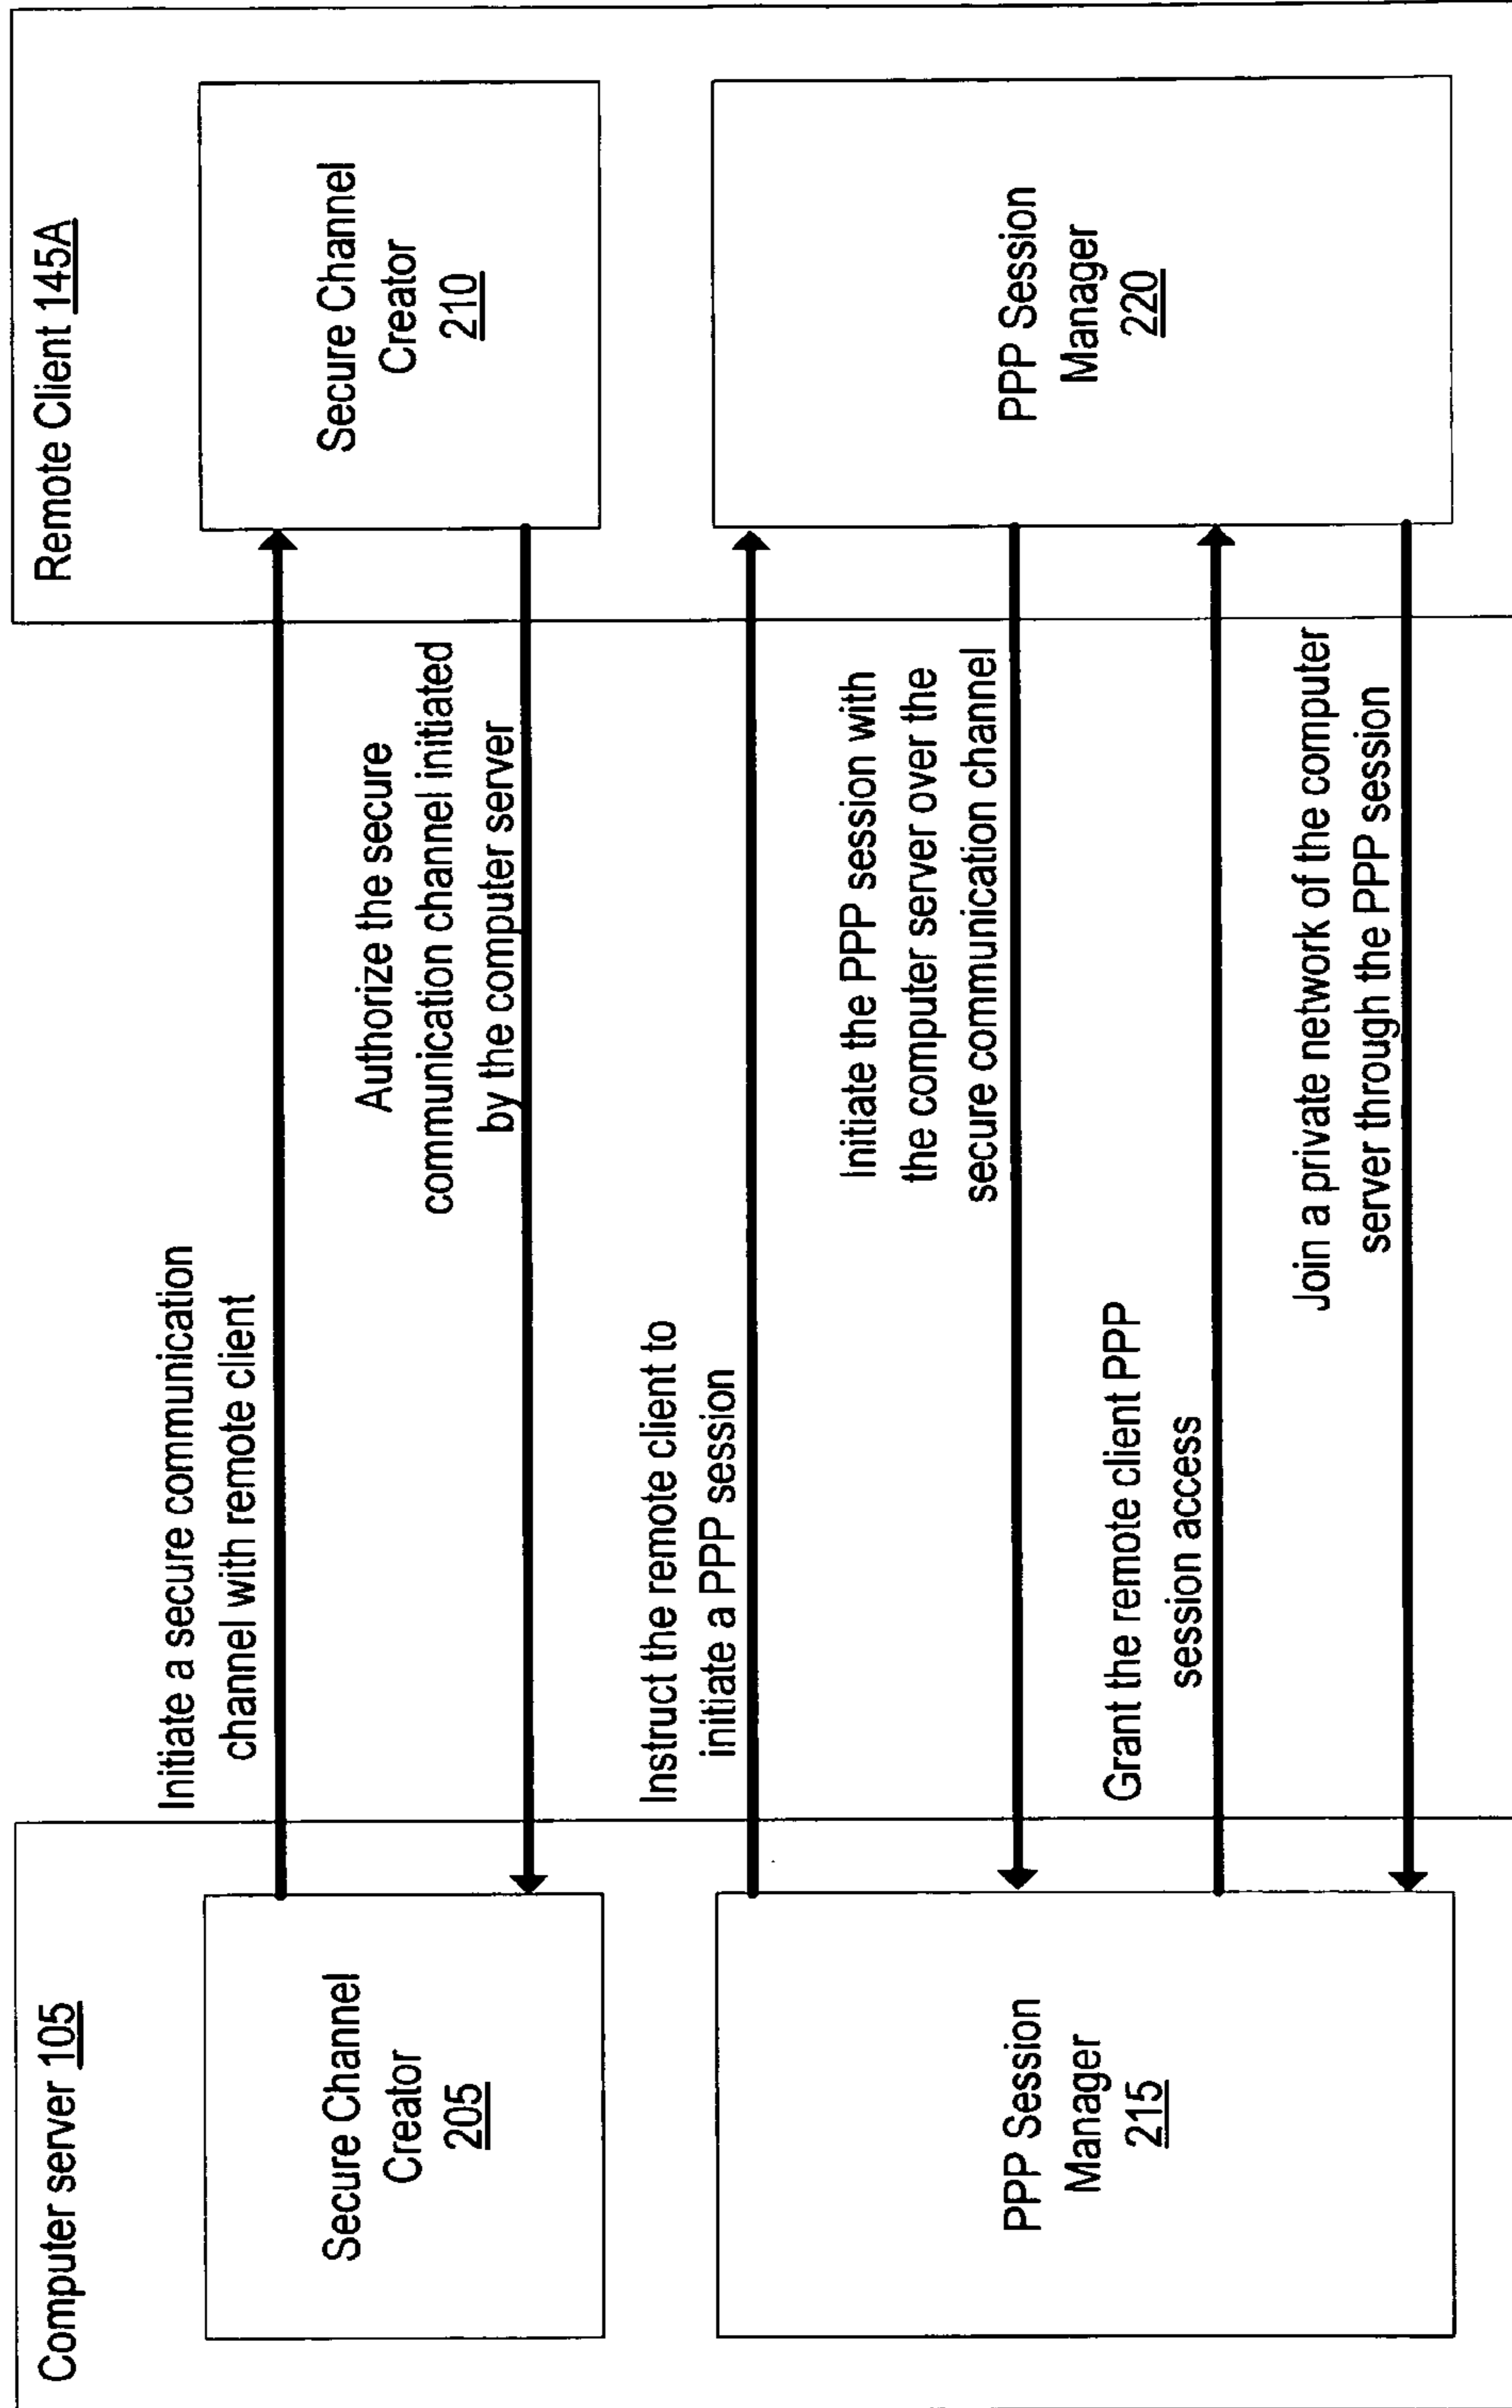 Computer server 105
Secure Channel
Creator
205
PPP Session
Manager
215
Initiate a secure communication
channel with remote client
Authorize the secure
communication channel initiated
by the computer server
Instruct the remote client to
initiate a PPP session
Initiate the PPP session with
the computer server over the
secure communication channel
Grant the remote client PPP
session access
Join a private network of the computer
server through the PPP session
Remote Client 145A
Secure Channel
Creator
210
PPP Session
Manager
220